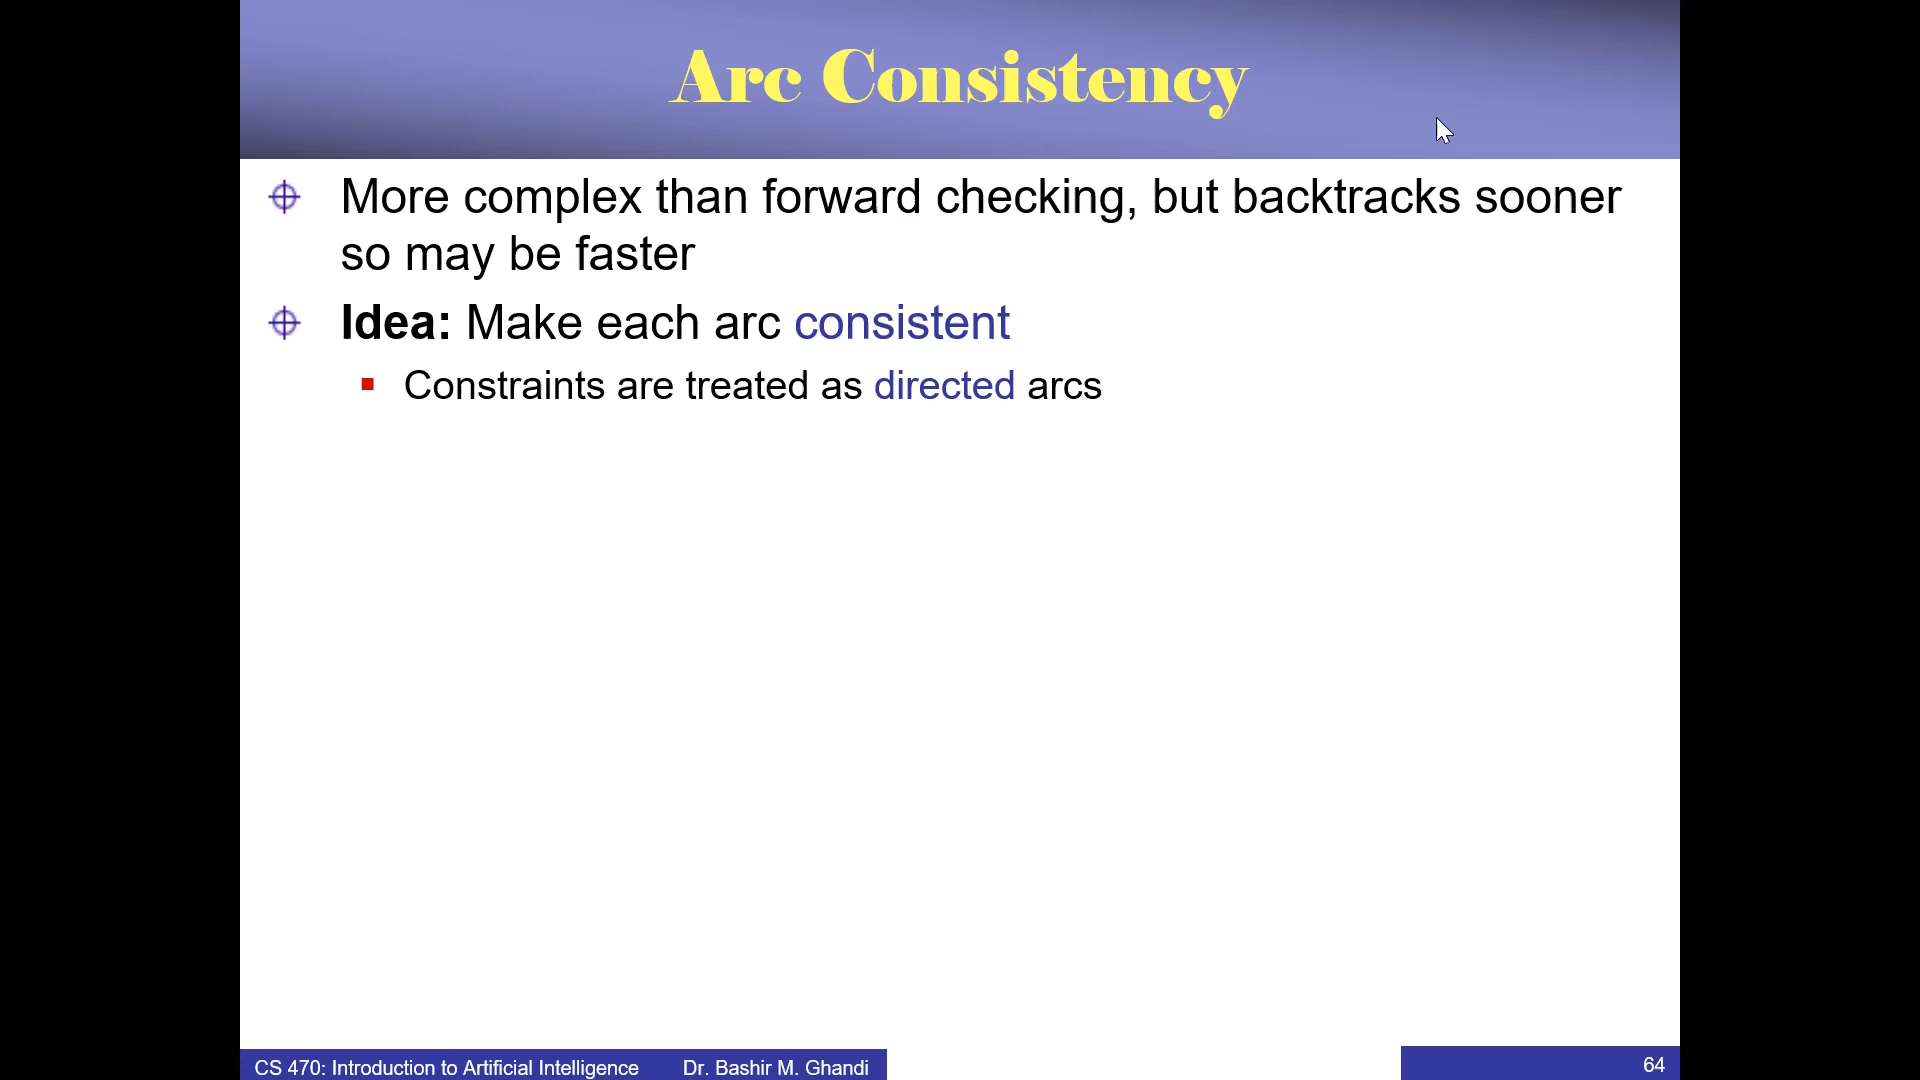 Arc Consistency
More complex than forward checking, but backtracks sooner
so may be faster
Idea: Make each arc consistent
Constraints are treated as directed arcs
CS 470: Introduction to Artificial Intelligence Dr. Bashir M. Ghandi
64